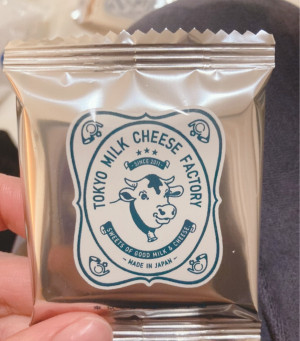 TOKYO MILK CHEESE FACTORY
SINCE 2011
SWEETS OF GOOD MILK & CHEESE
- MADE IN JAPAN -